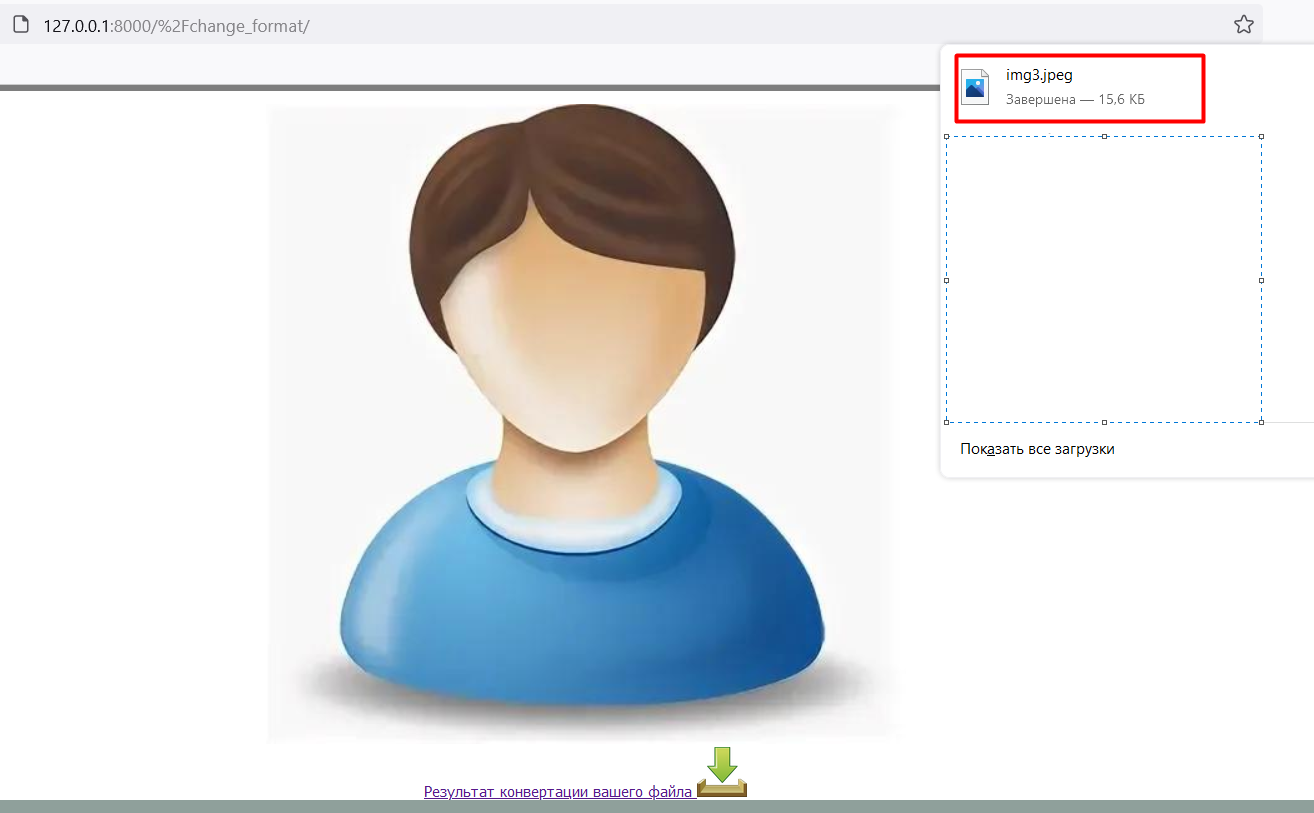 127.0.0.1:8000/%2Fchange_format/
img3.jpeg
Завершена — 15,6 КБ
Показать все загрузки
Результат конвертации вашего файла